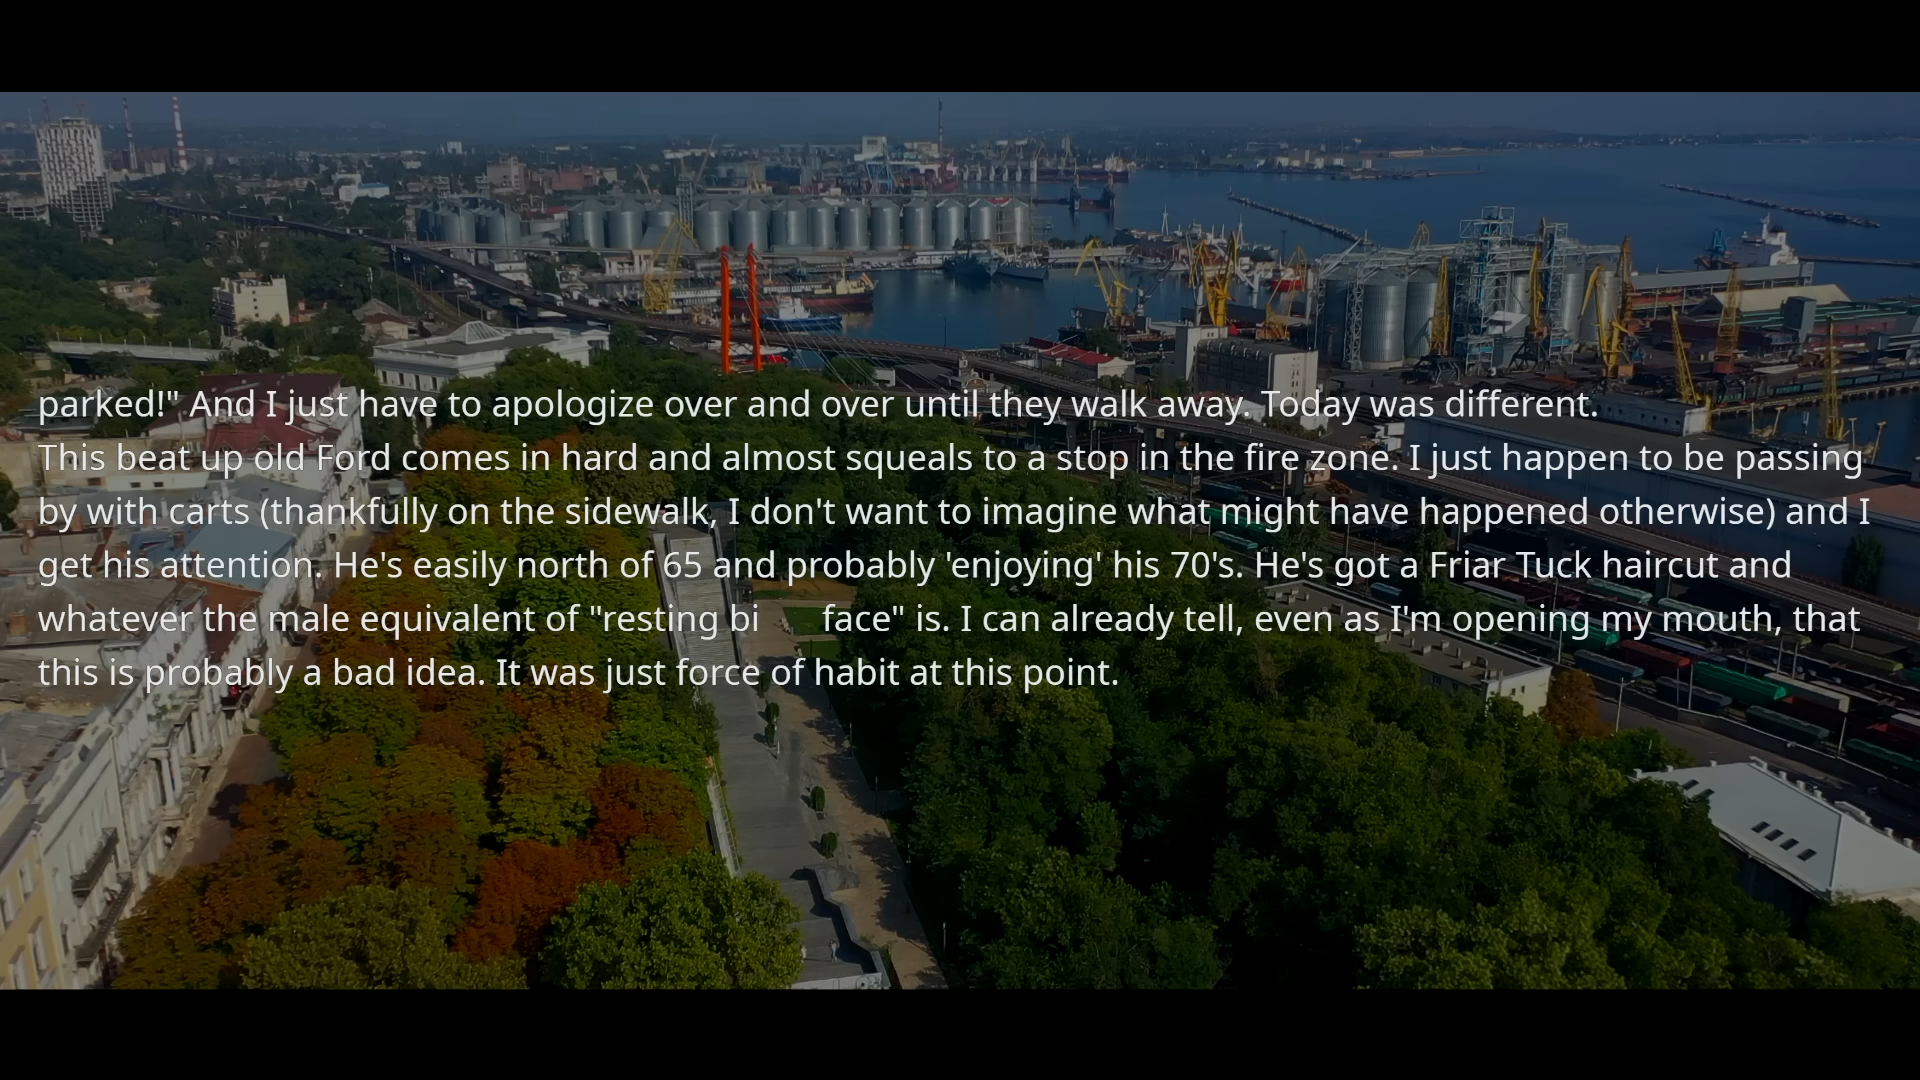 parked!" And I just have to apologize over and over until they walk away. Today was different.
This beat up old Ford comes in hard and almost squeals to a stop in the fire zone. I just happen to be passing
by with carts (thankfully on the sidewalk, I don't want to imagine what might have happened otherwise) and I
get his attention. He's easily north of 65 and probably 'enjoying' his 70's. He's got a Friar Tuck haircut and
whatever the male equivalent of "resting bi face" is. I can already tell, even as I'm opening my mouth, that
this is probably a bad idea. It was just force of habit at this point.